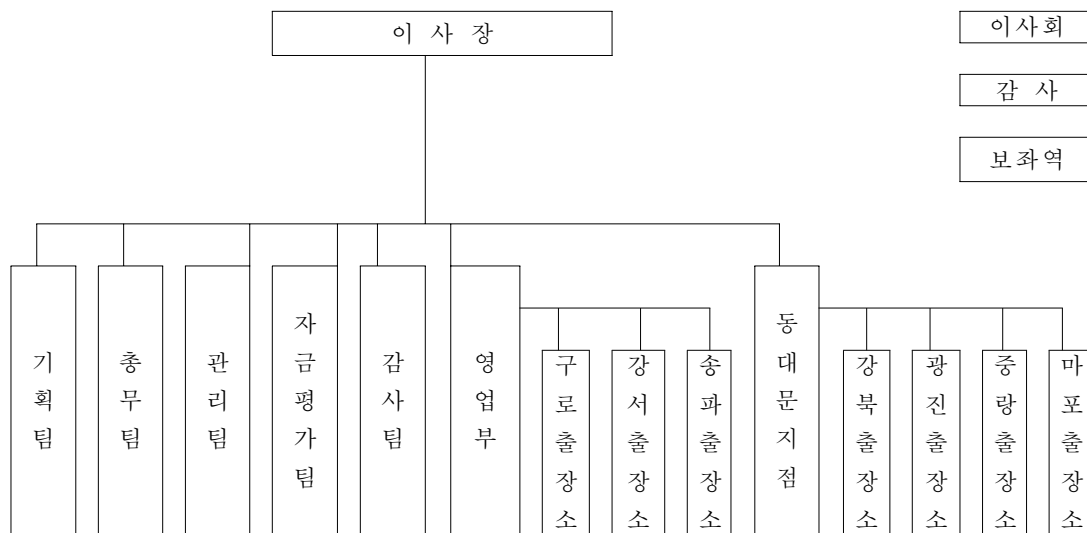 이 사 장
이사회
감 사
보좌역
기획팀
총무팀
관리팀
자금평가팀
감사팀
영업부
구로출장소
강서출장소
송파출장소
동대문지점
강북출장소
광진출장소
중랑출장소
마포출장소